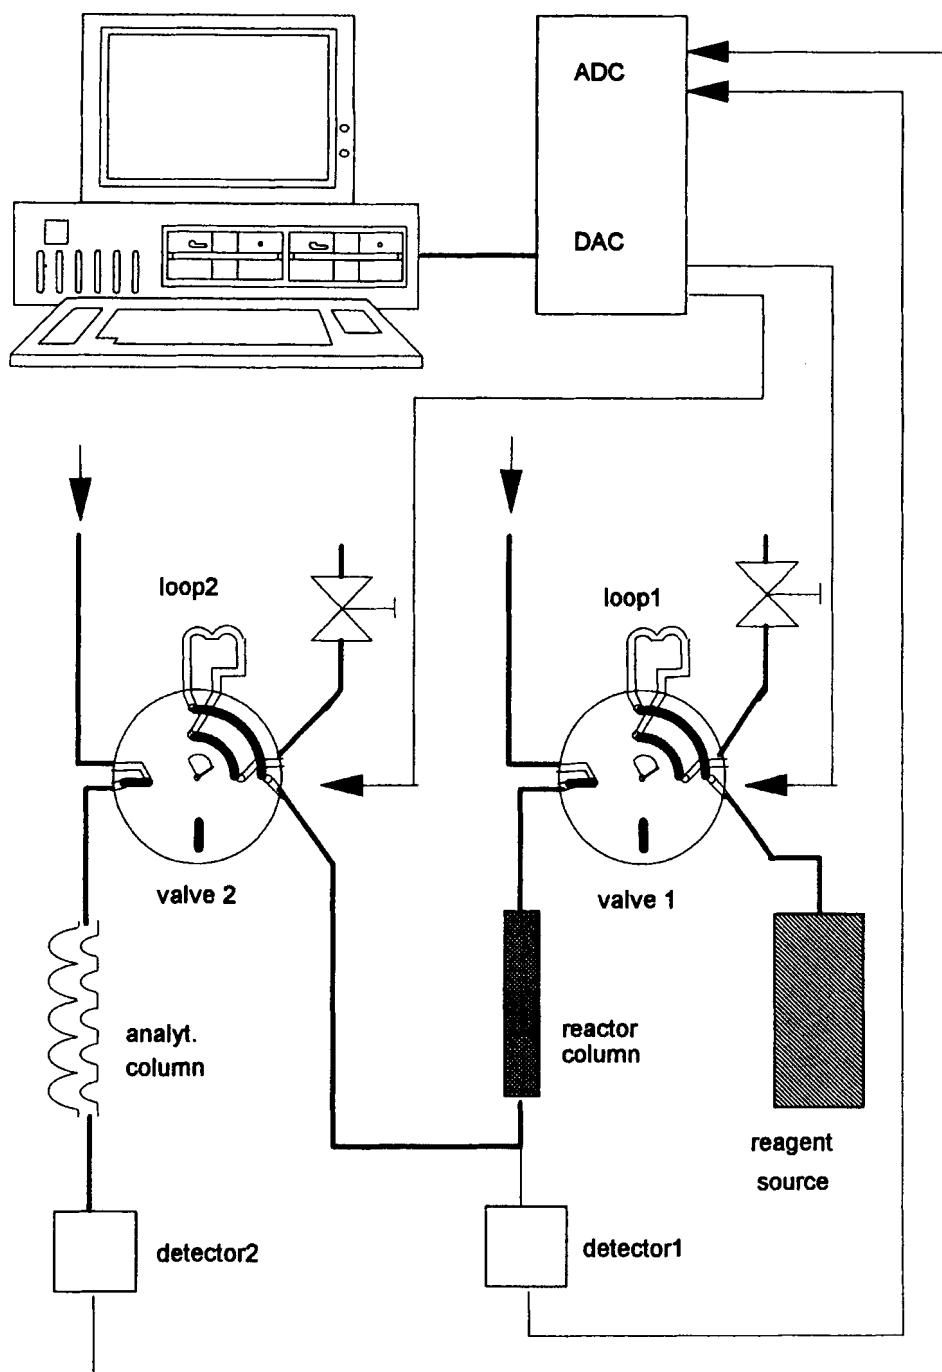 ADC
DAC
loop2
loop1
valve 2
valve 1
analyt.
column
reactor
column
reagent
source
detector2
detector1